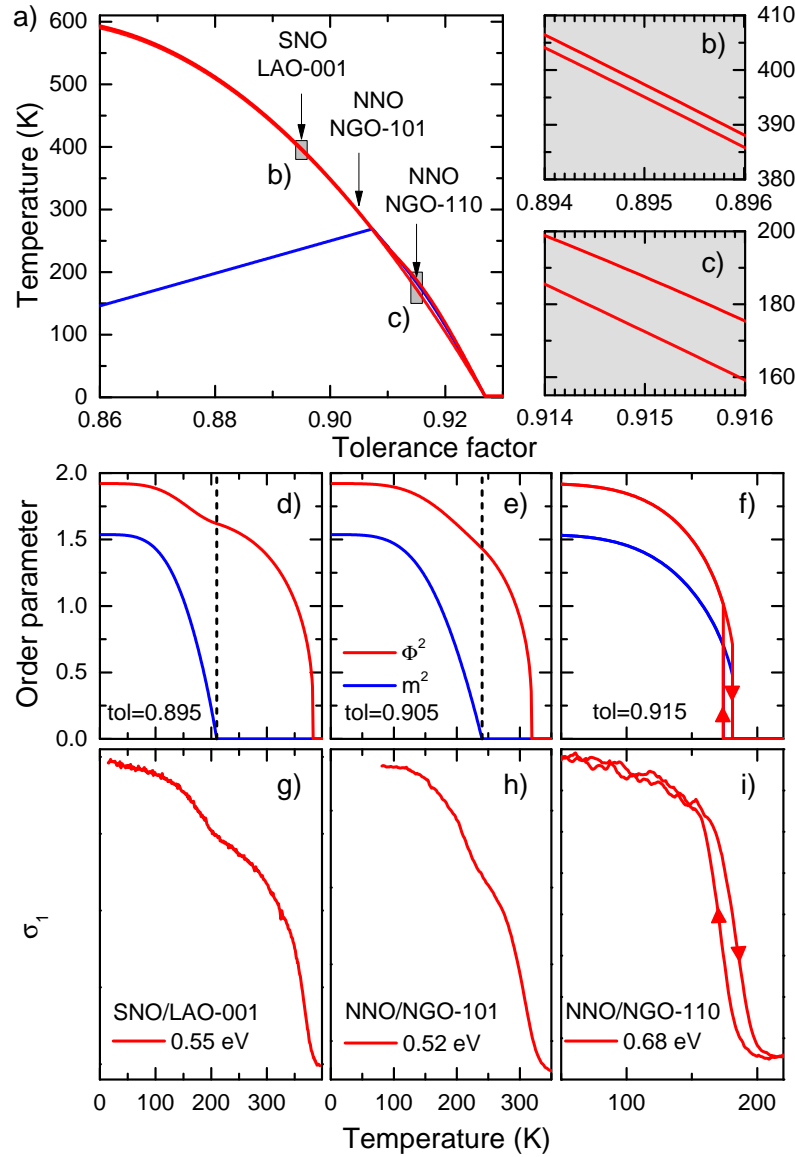 a)
600
500
400
300
200
100
0
Temperature (K)
SNO
LAO-001
NNO
NGO-101
NNO
NGO-110
b)
c)
0.86 0.88 0.90 0.92
Tolerance factor
b)
410
400
390
380
0.894 0.895 0.896
c)
200
180
160
0.914 0.915 0.916
Order parameter
2.0
1.5
1.0
0.5
0.0
d)
tol=0.895
e)
Φ²
m²
tol=0.905
f)
tol=0.915
σ₁
g)
SNO/LAO-001
0.55 eV
h)
NNO/NGO-101
0.52 eV
i)
NNO/NGO-110
0.68 eV
0 100 200 300
0 100 200 300
100 200
Temperature (K)